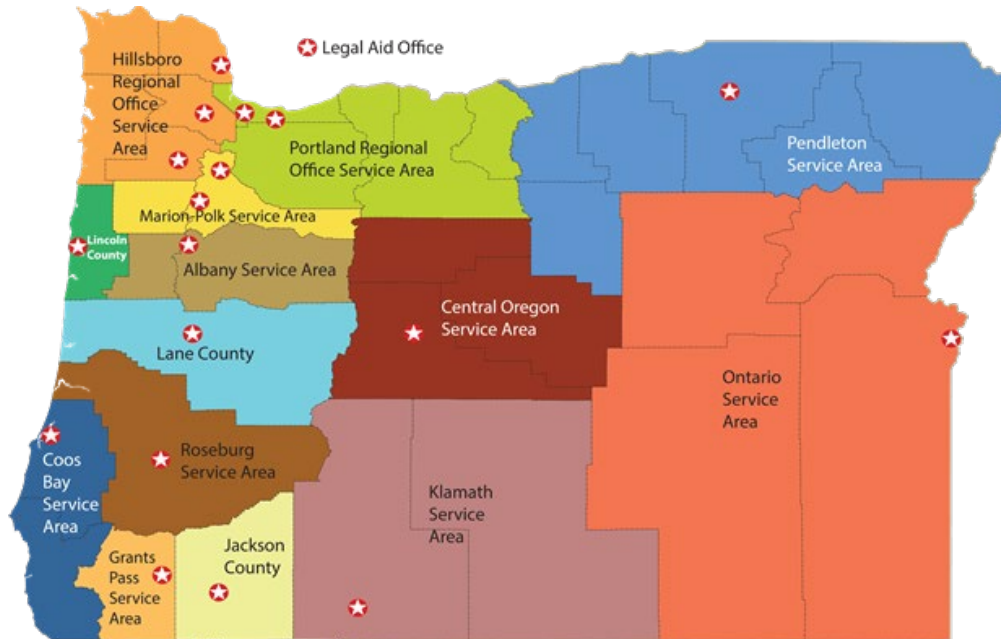 Legal Aid Office
Hillsboro
Regional
Office
Service
Area
Portland Regional
Office Service Area
Pendleton
Service Area
Marion-Polk Service Area
Lincoln
County
Albany Service Area
Central Oregon
Service Area
Lane County
Ontario
Service
Area
Roseburg
Service Area
Coos
Bay
Service
Area
Klamath
Service
Area
Grants
Pass
Service
Area
Jackson
County